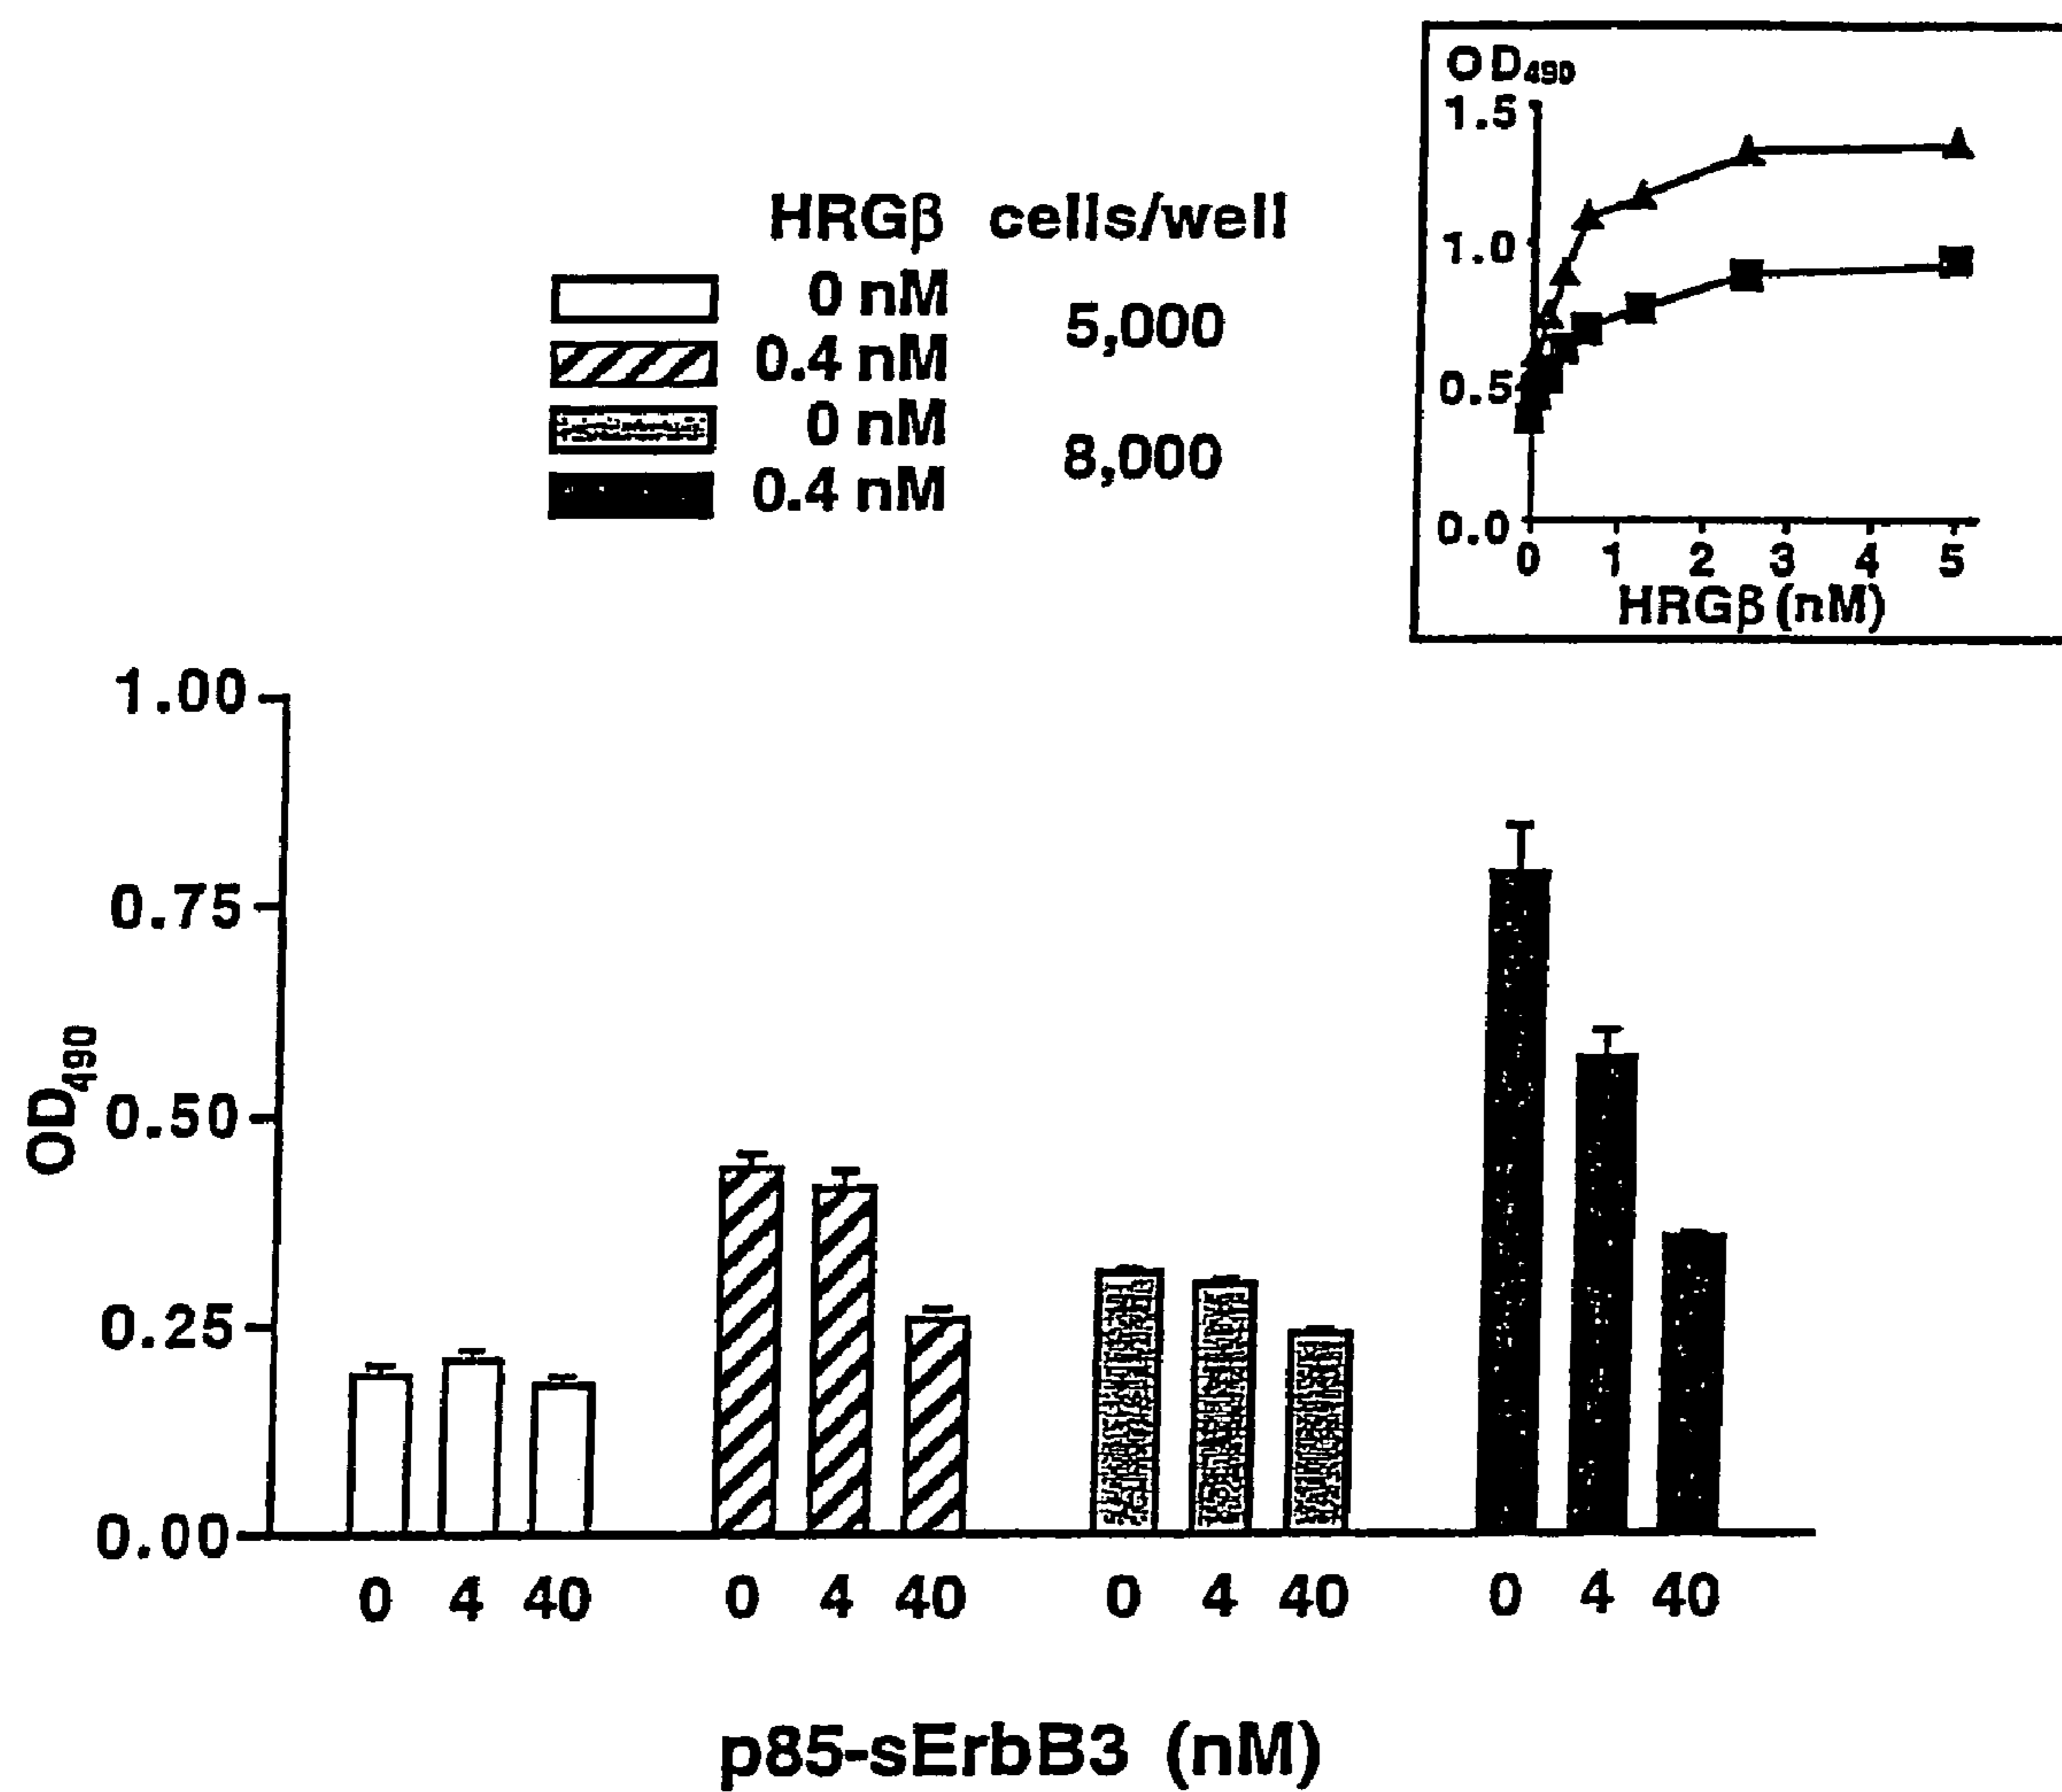 HRGβ cells/well
0 nM
5,000
0.4 nM
0 nM
8,000
0.4 nM
OD490
1.5
1.0
0.5
0.0
0 1 2 3 4 5
HRGβ (nM)
1.00
0.75
0.50
0.25
0.00
OD490
0 4 40 0 4 40 0 4 40 0 4 40
p85-sErbB3 (nM)